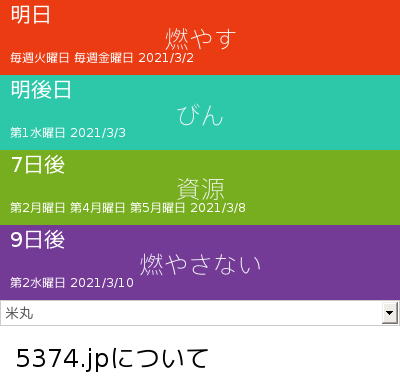 明日
燃やす
毎週火曜日 毎週金曜日 2021/3/2
明後日
びん
第1水曜日 2021/3/3
7日後
資源
第2月曜日 第4月曜日 第5月曜日 2021/3/8
9日後
燃やさない
第2水曜日 2021/3/10
米丸
5374.jpについて